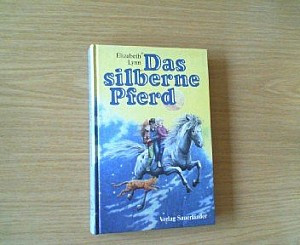 Elizabeth
Lynn
Das
silberne
Pferd
Verlag Sauerländer